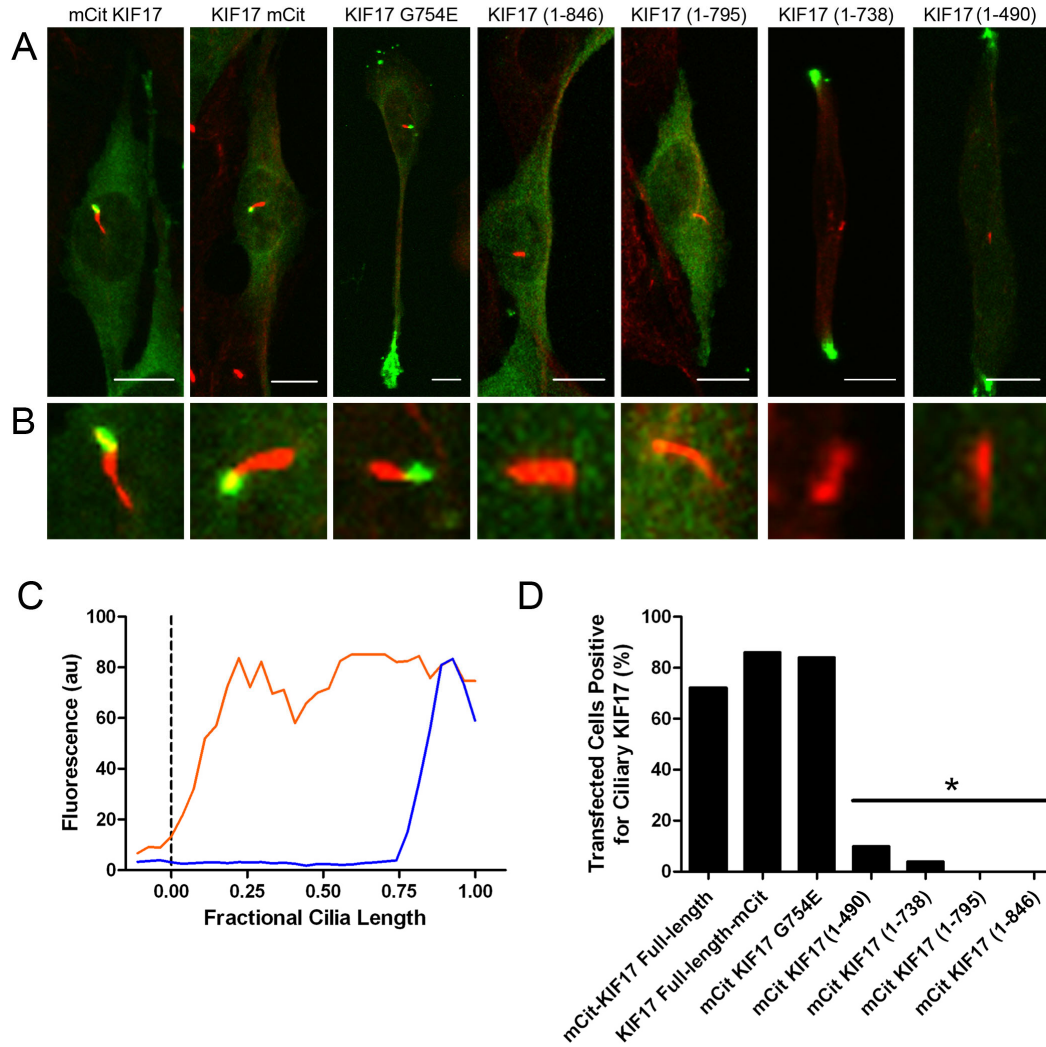 mCit KIF17
KIF17 mCit
KIF17 G754E
KIF17 (1-846)
KIF17 (1-795)
KIF17 (1-738)
KIF17 (1-490)
A
B
C
100
80
60
40
20
0
Fluorescence (au)
0.00
0.25
0.50
0.75
1.00
Fractional Cilia Length
D
100
80
60
40
20
0
Transfected Cells Positive
for Ciliary KIF17 (%)
*
mCit-KIF17 Full-length
KIF17 Full-length-mCit
mCit KIF17 G754E
mCit KIF17 (1-490)
mCit KIF17 (1-738)
mCit KIF17 (1-795)
mCit KIF17 (1-846)